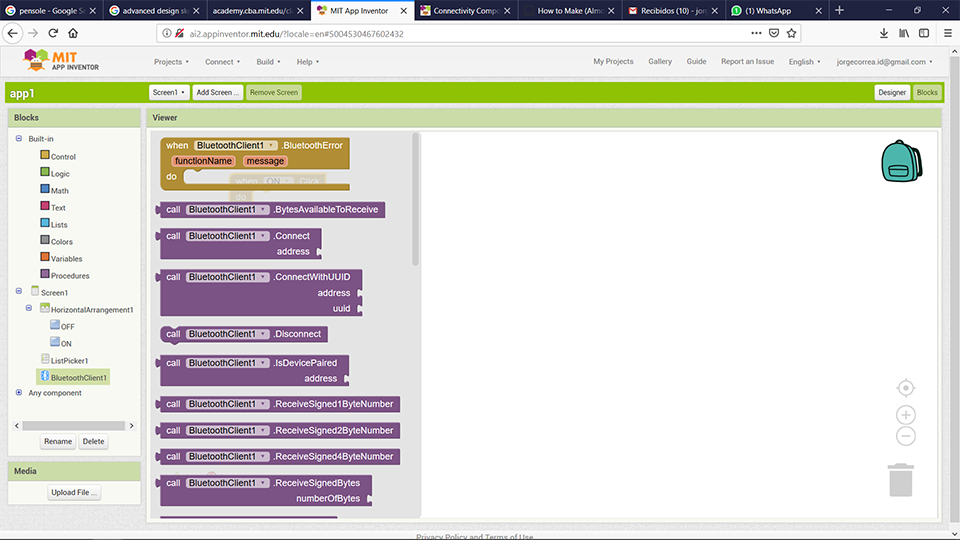 pensole - Google S
advanced design sk
academy.cba.mit.edu/cl
MIT App Inventor
Connectivity Compo
How to Make (Almo
Recibidos (10) - jor
(1) WhatsApp
ai2.appinventor.mit.edu/?locale=en#5004530467602432
MIT
APP INVENTOR
Projects
Connect
Build
Help
My Projects
Gallery
Guide
Report an Issue
English
jorgecorrea.id@gmail.com
app1
Screen1
Add Screen ...
Remove Screen
Designer
Blocks
Blocks
Viewer
Built-in
Control
Logic
Math
Text
Lists
Colors
Variables
Procedures
Screen1
HorizontalArrangement1
OFF
ON
ListPicker1
BluetoothClient1
Any component
Rename
Delete
Media
Upload File ...
when BluetoothClient1 .BluetoothError
functionName message
do
when ON .Click
do
call BluetoothClient1 .BytesAvailableToReceive
call BluetoothClient1 .Connect
address
call BluetoothClient1 .ConnectWithUUID
address
uuid
call BluetoothClient1 .Disconnect
call BluetoothClient1 .IsDevicePaired
address
call BluetoothClient1 .ReceiveSigned1ByteNumber
call BluetoothClient1 .ReceiveSigned2ByteNumber
call BluetoothClient1 .ReceiveSigned4ByteNumber
call BluetoothClient1 .ReceiveSignedBytes
numberOfBytes
Privacy Policy and Terms of Use